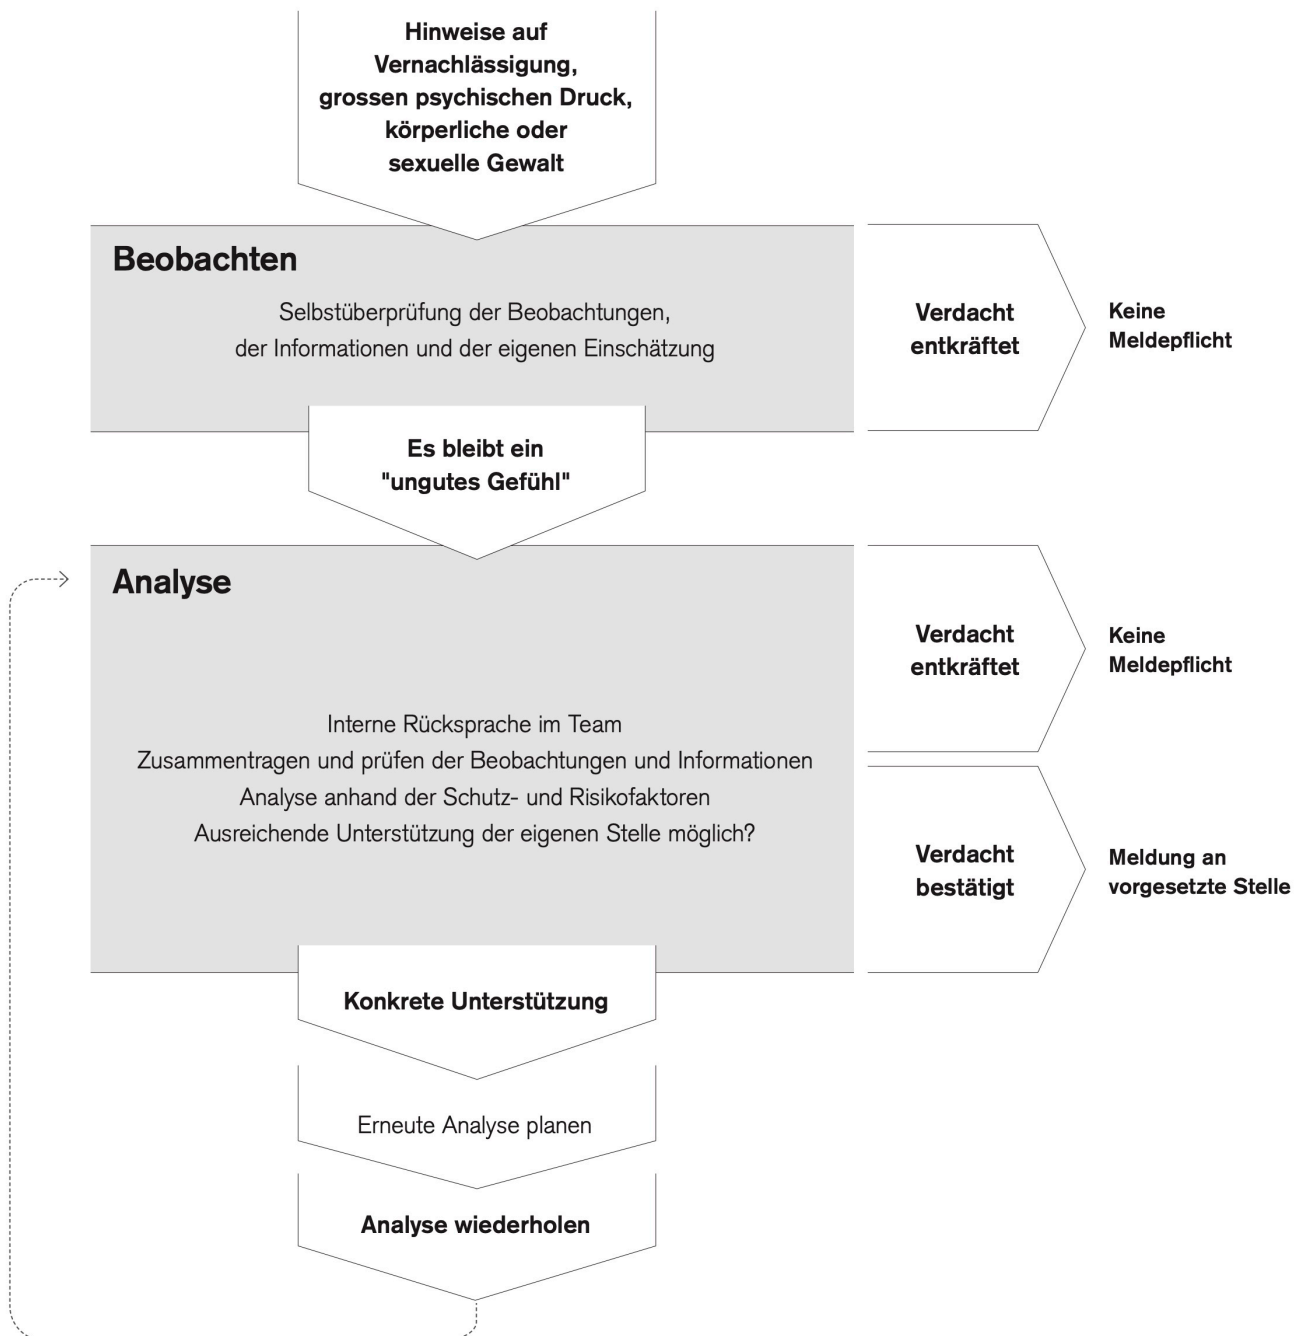 Hinweise auf
Vernachlässigung,
grossen psychischen Druck,
körperliche oder
sexuelle Gewalt
Beobachten
Selbstüberprüfung der Beobachtungen,
der Informationen und der eigenen Einschätzung
Verdacht
entkräftet
Keine
Meldepflicht
Es bleibt ein
"ungutes Gefühl"
Analyse
Interne Rücksprache im Team
Zusammentragen und prüfen der Beobachtungen und Informationen
Analyse anhand der Schutz- und Risikofaktoren
Ausreichende Unterstützung der eigenen Stelle möglich?
Verdacht
entkräftet
Keine
Meldepflicht
Verdacht
bestätigt
Meldung an
vorgesetzte Stelle
Konkrete Unterstützung
Erneute Analyse planen
Analyse wiederholen